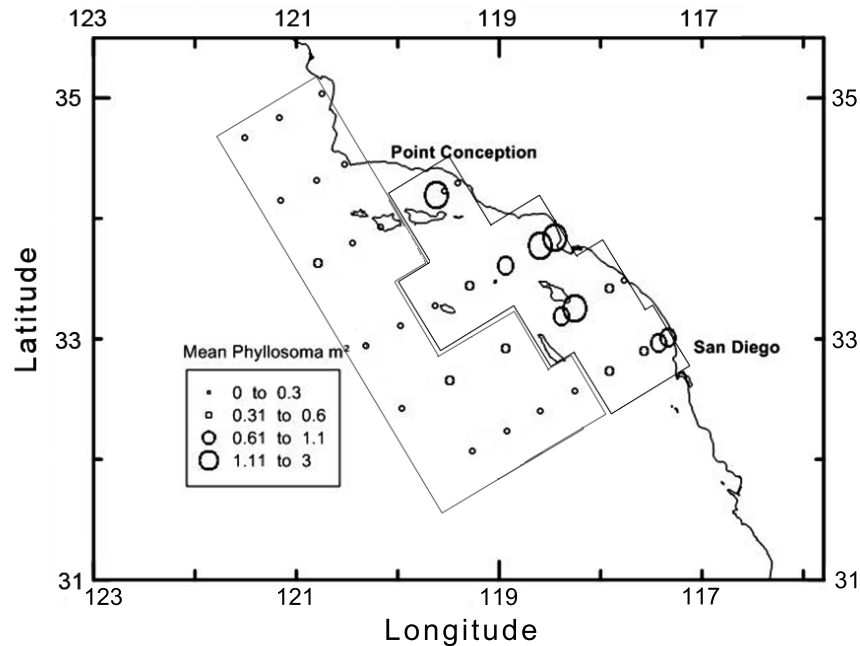 123 121 119 117
35 35
Point Conception
Latitude
33 33
San Diego
Mean Phyllosoma m²
0 to 0.3
0.31 to 0.6
0.61 to 1.1
1.11 to 3
31 31
123 121 119 117
Longitude